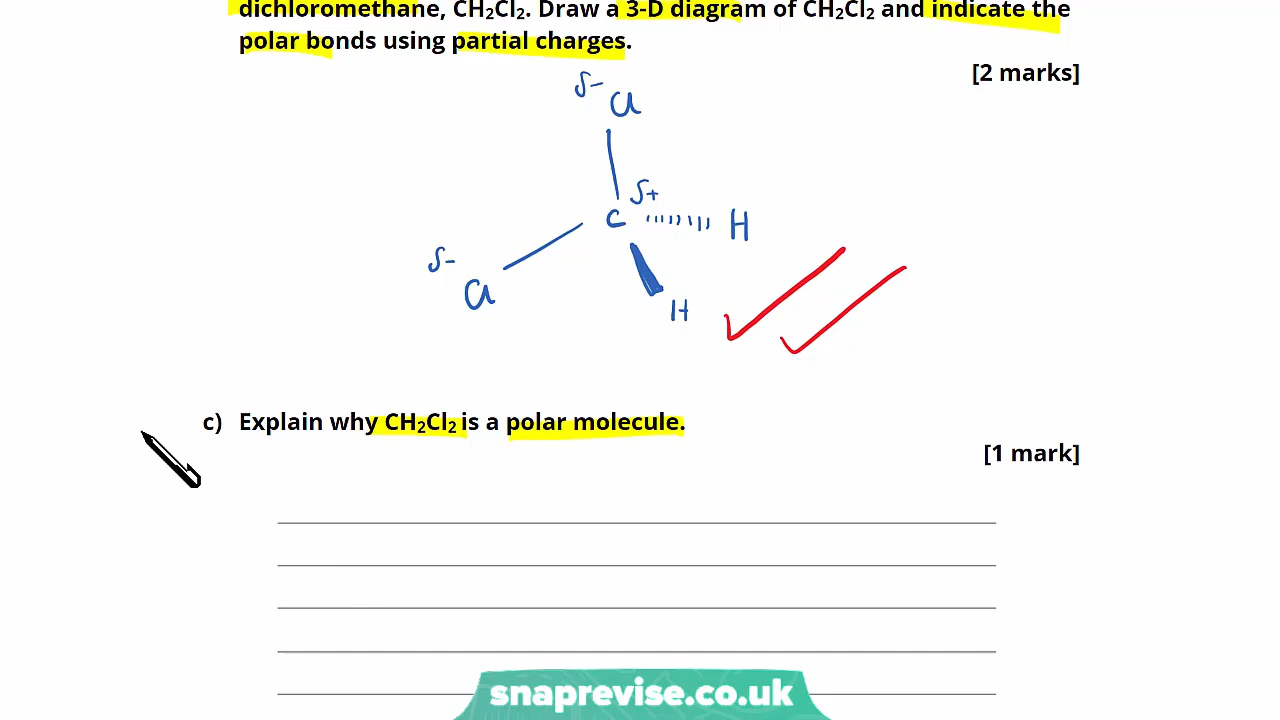 dichloromethane, CH₂Cl₂. Draw a 3-D diagram of CH₂Cl₂ and indicate the
polar bonds using partial charges.
[2 marks]
δ- Cl
δ+
C H
δ-
Cl
H
c) Explain why CH₂Cl₂ is a polar molecule.
[1 mark]
snaprevise.co.uk